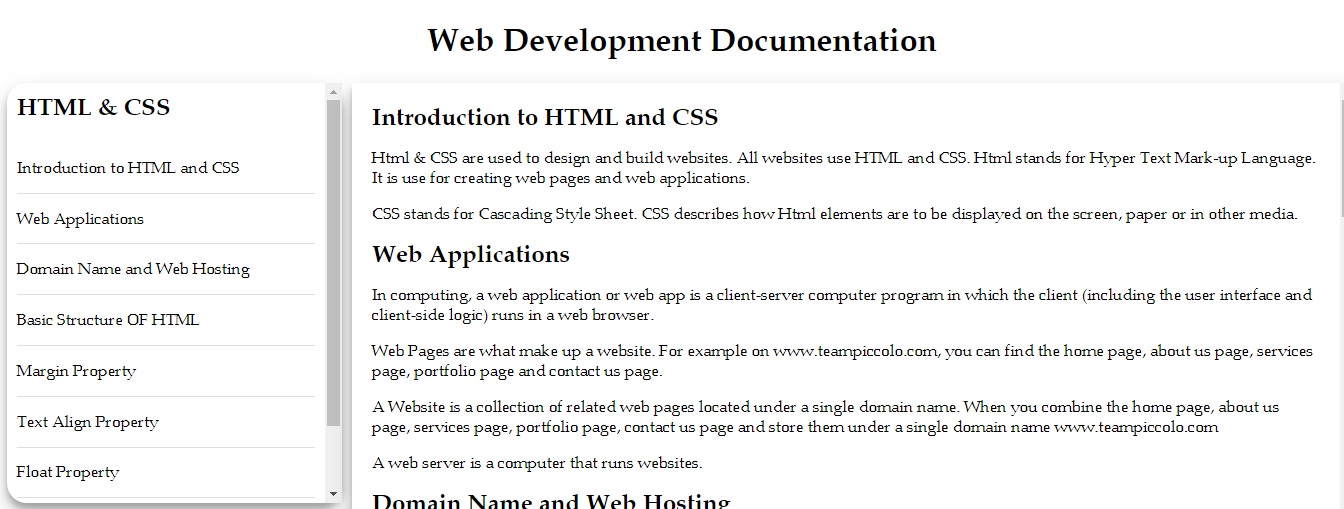 Web Development Documentation
HTML & CSS
Introduction to HTML and CSS
Web Applications
Domain Name and Web Hosting
Basic Structure OF HTML
Margin Property
Text Align Property
Float Property
Introduction to HTML and CSS
Html & CSS are used to design and build websites. All websites use HTML and CSS. Html stands for Hyper Text Mark-up Language.
It is use for creating web pages and web applications.
CSS stands for Cascading Style Sheet. CSS describes how Html elements are to be displayed on the screen, paper or in other media.
Web Applications
In computing, a web application or web app is a client-server computer program in which the client (including the user interface and
client-side logic) runs in a web browser.
Web Pages are what make up a website. For example on www.teampiccolo.com, you can find the home page, about us page, services
page, portfolio page and contact us page.
A Website is a collection of related web pages located under a single domain name. When you combine the home page, about us
page, services page, portfolio page, contact us page and store them under a single domain name www.teampiccolo.com
A web server is a computer that runs websites.
Domain Name and Web Hosting